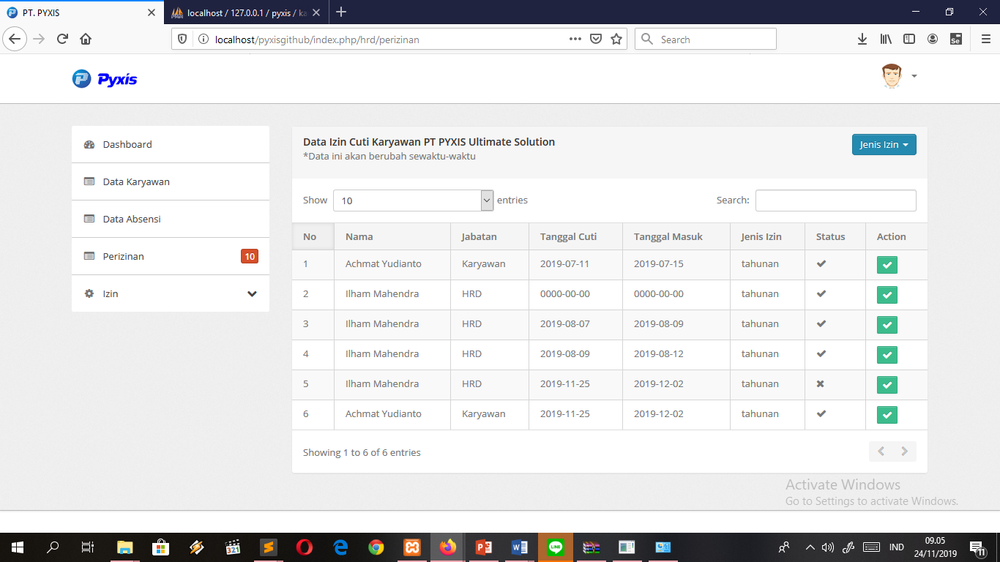 PT. PYXIS
localhost / 127.0.0.1 / pyxis / ka
localhost/pyxisgithub/index.php/hrd/perizinan
Search
Se
Pyxis
Dashboard
Data Karyawan
Data Absensi
Perizinan 10
Izin
Data Izin Cuti Karyawan PT PYXIS Ultimate Solution
*Data ini akan berubah sewaktu-waktu
Jenis Izin
Show 10 entries
Search:
No Nama Jabatan Tanggal Cuti Tanggal Masuk Jenis Izin Status Action
1 Achmat Yudianto Karyawan 2019-07-11 2019-07-15 tahunan
2 Ilham Mahendra HRD 0000-00-00 0000-00-00 tahunan
3 Ilham Mahendra HRD 2019-08-07 2019-08-09 tahunan
4 Ilham Mahendra HRD 2019-08-09 2019-08-12 tahunan
5 Ilham Mahendra HRD 2019-11-25 2019-12-02 tahunan
6 Achmat Yudianto Karyawan 2019-11-25 2019-12-02 tahunan
Showing 1 to 6 of 6 entries
Activate Windows
Go to Settings to activate Windows.
321
LINE
IND
09.05
24/11/2019
11